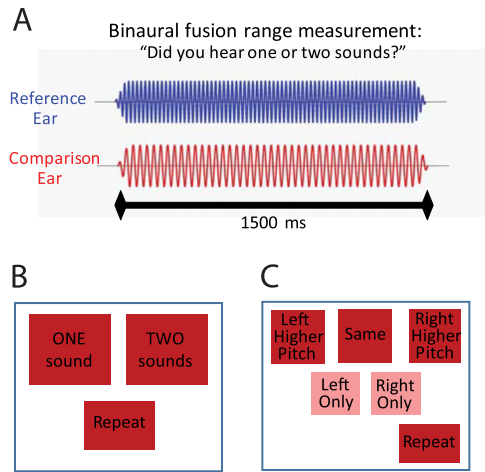 A
Binaural fusion range measurement:
“Did you hear one or two sounds?”
Reference
Ear
Comparison
Ear
1500 ms
B
ONE
sound
TWO
sounds
Repeat
C
Left
Higher
Pitch
Same
Right
Higher
Pitch
Left
Only
Right
Only
Repeat